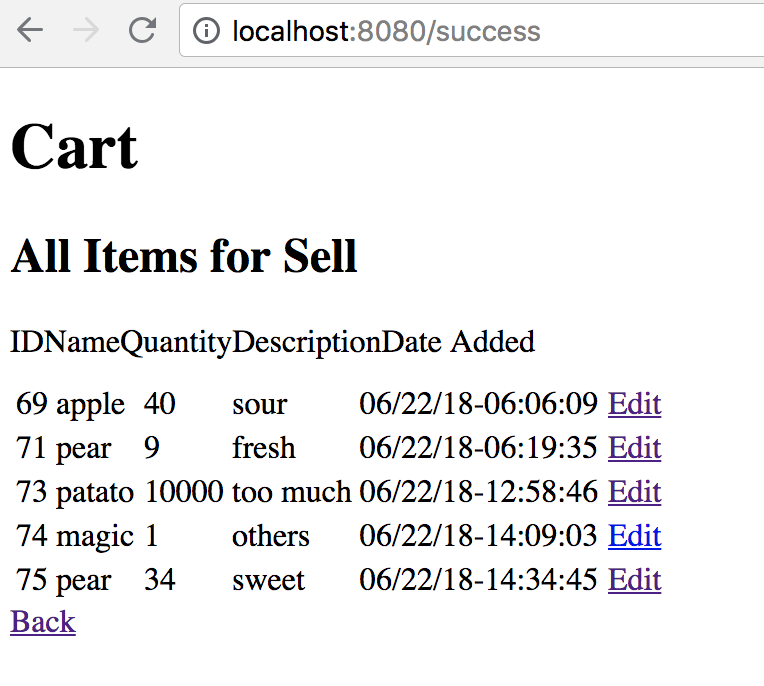 localhost:8080/success
Cart
All Items for Sell
IDNameQuantityDescriptionDate Added
69 apple 40 sour 06/22/18-06:06:09 Edit
71 pear 9 fresh 06/22/18-06:19:35 Edit
73 patato 10000 too much 06/22/18-12:58:46 Edit
74 magic 1 others 06/22/18-14:09:03 Edit
75 pear 34 sweet 06/22/18-14:34:45 Edit
Back